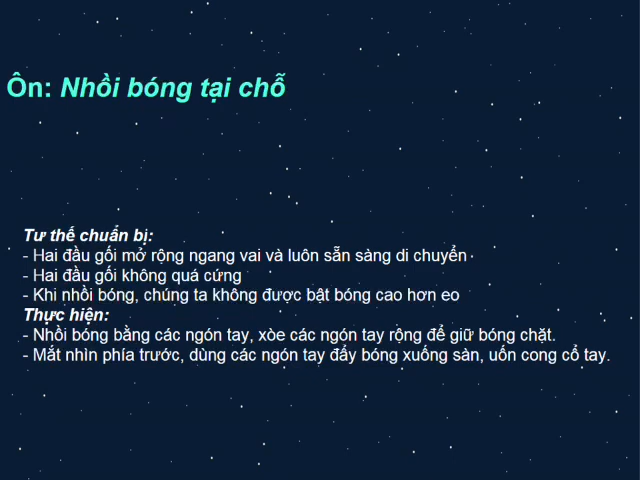 Ôn: Nhồi bóng tại chỗ
Tư thế chuẩn bị:
- Hai đầu gối mở rộng ngang vai và luôn sẵn sàng di chuyển
- Hai đầu gối không quá cứng
- Khi nhồi bóng, chúng ta không được bật bóng cao hơn eo
Thực hiện:
- Nhồi bóng bằng các ngón tay, xòe các ngón tay rộng để giữ bóng chặt.
- Mắt nhìn phía trước, dùng các ngón tay đẩy bóng xuống sàn, uốn cong cổ tay.